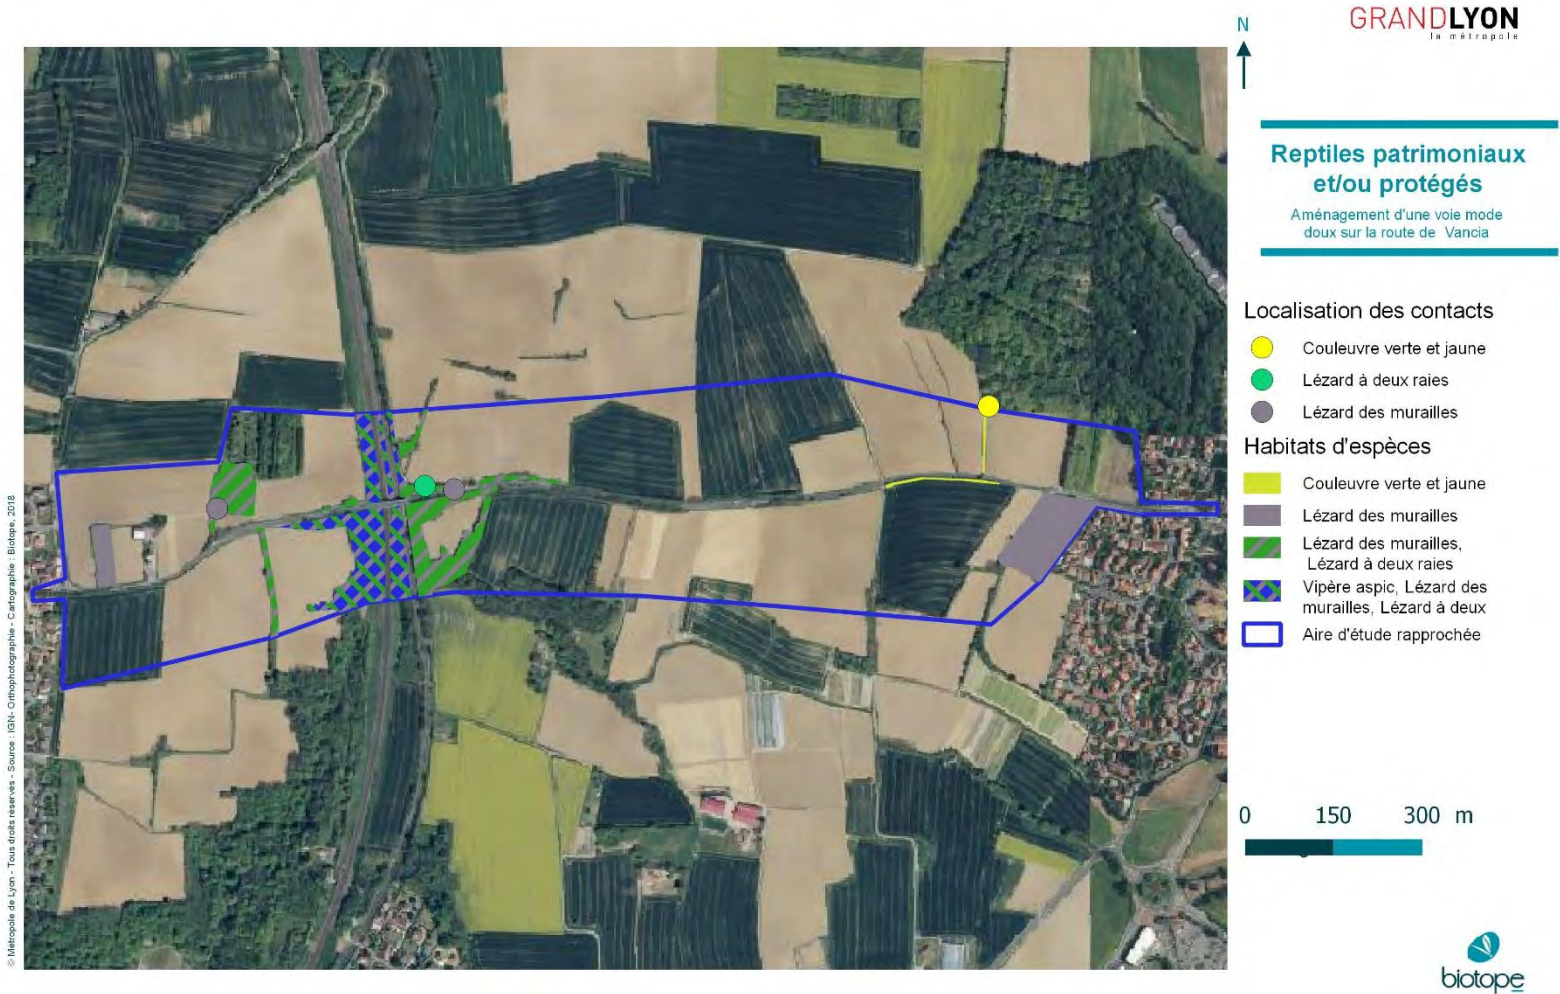 GRANDLYON
la métropole
N
Reptiles patrimoniaux
et/ou protégés
Aménagement d'une voie mode
doux sur la route de Vancia
Localisation des contacts
Couleuvre verte et jaune
Lézard à deux raies
Lézard des murailles
Habitats d'espèces
Couleuvre verte et jaune
Lézard des murailles
Lézard des murailles,
Lézard à deux raies
Vipère aspic, Lézard des
murailles, Lézard à deux
Aire d'étude rapprochée
0 150 300 m
biotope
© Métropole de Lyon - Tous droits réservés - Source : IGN- Orthophotographie - Cartographie : Biotope, 2018